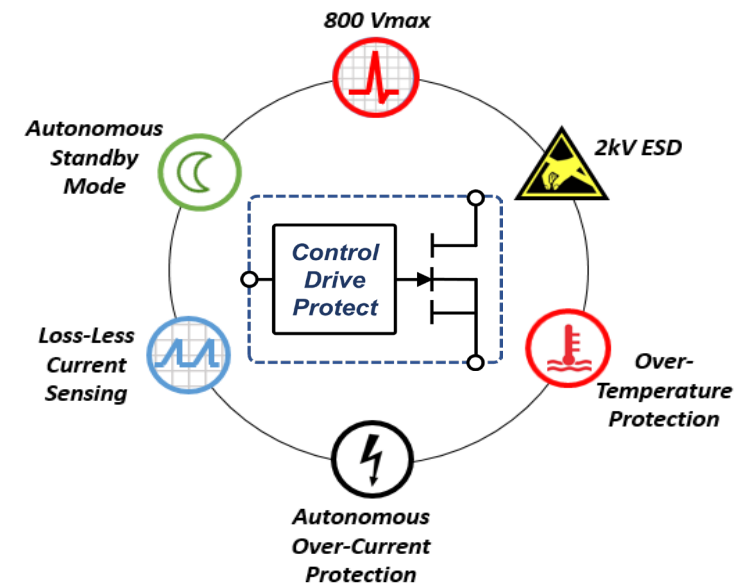 800 Vmax
Autonomous
Standby
Mode
2kV ESD
Control
Drive
Protect
Loss-Less
Current
Sensing
Over-
Temperature
Protection
Autonomous
Over-Current
Protection